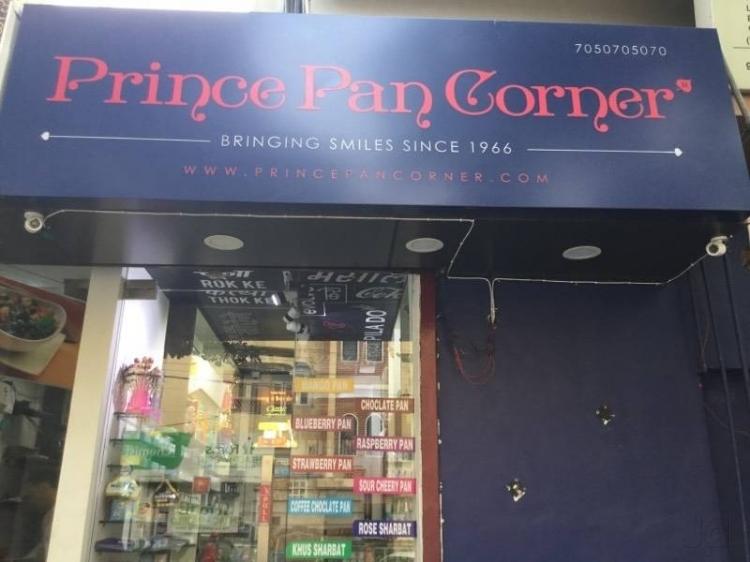 7050705070
Prince Pan Corner
BRINGING SMILES SINCE 1966
WWW.PRINCEPANCORNER.COM
ROK KE
THOK KE
PILA DO
MANGO PAN
CHOCLATE PAN
BLUEBERRY PAN
RASPBERRY PAN
STRAWBERRY PAN
SOUR CHEERY PAN
COFFEE CHOCLATE PAN
ROSE SHARBAT
KHUS SHARBAT